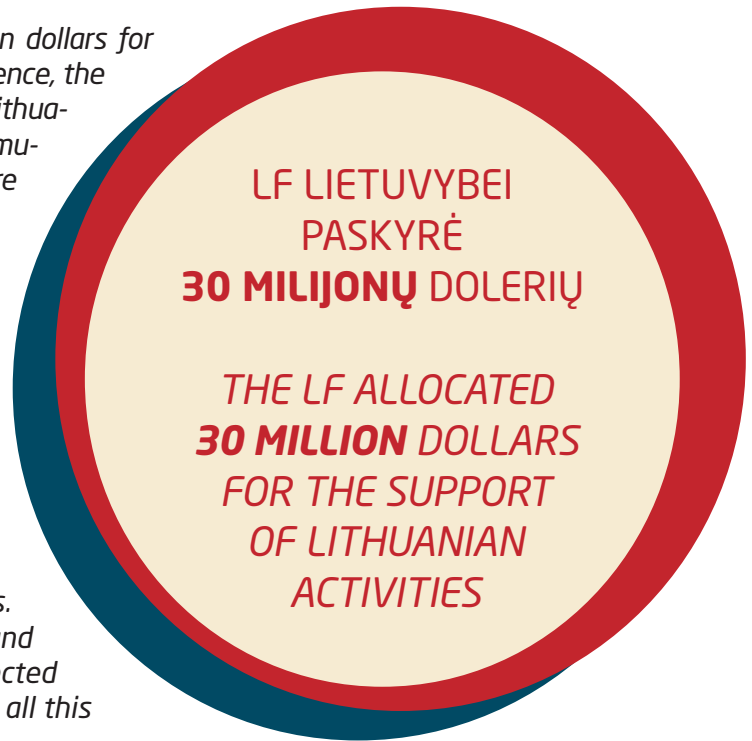 n dollars for
ence, the
ithua-
mu-
re
LF LIETUVYBEI
PASKYRĖ
30 MILIJONŲ DOLERIŲ
THE LF ALLOCATED
30 MILLION DOLLARS
FOR THE SUPPORT
OF LITHUANIAN
ACTIVITIES
s.
und
cted
all this